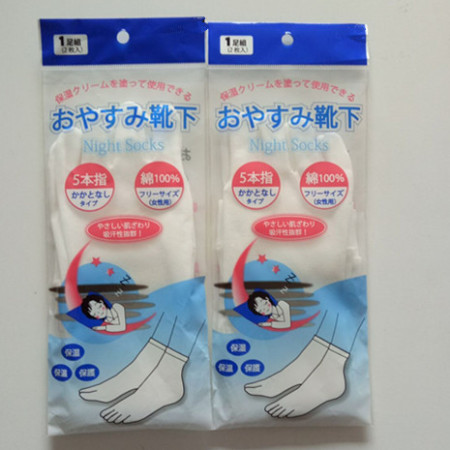 1足組
(2枚入)
保温クリームを塗って使用できる
おやすみ靴下
Night Socks
5本指
かかとなし
タイプ
綿100%
フリーサイズ
(女性用)
やさしい肌ざわり
吸汗性抜群!
保温
保湿
保護
1足組
(2枚入)
保温クリームを塗って使用できる
おやすみ靴下
Night Socks
5本指
かかとなし
タイプ
綿100%
フリーサイズ
(女性用)
やさしい肌ざわり
吸汗性抜群!
保温
保湿
保護